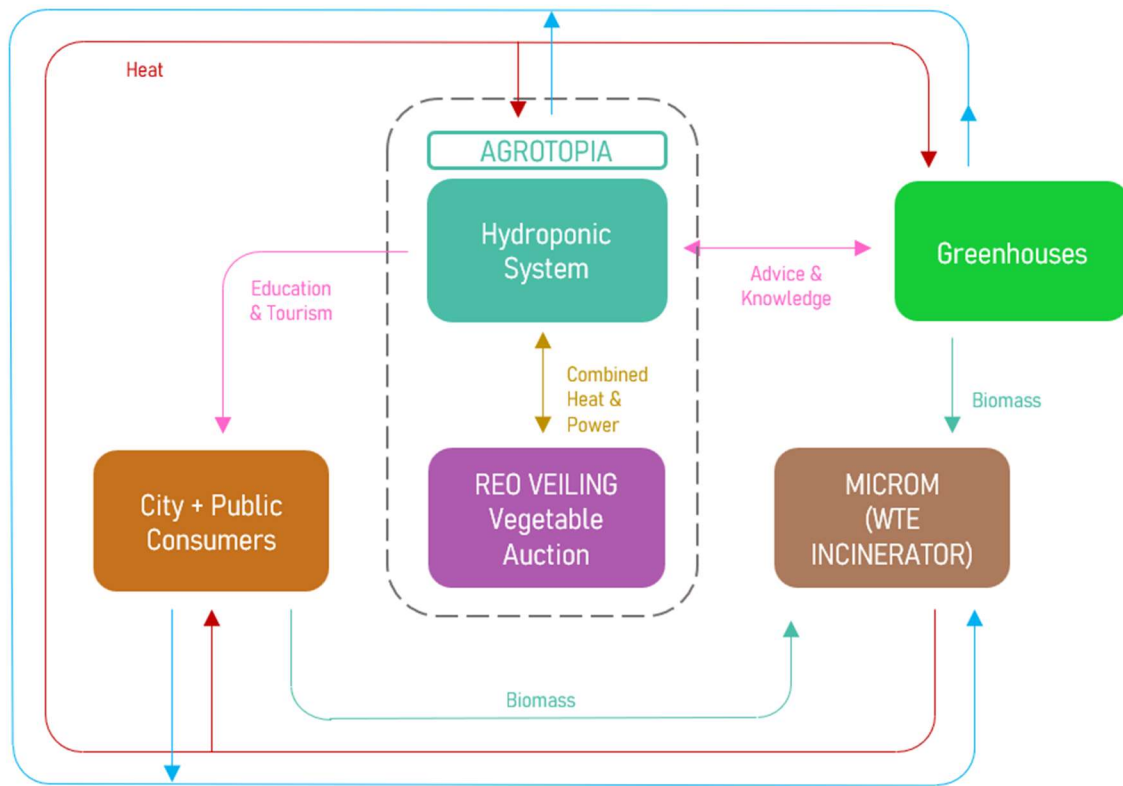 Heat
AGROTOPIA
Hydroponic
System
Greenhouses
Education
& Tourism
Advice &
Knowledge
Combined
Heat &
Power
Biomass
City + Public
Consumers
REO VEILING
Vegetable
Auction
MICROM
(WTE
INCINERATOR)
Biomass